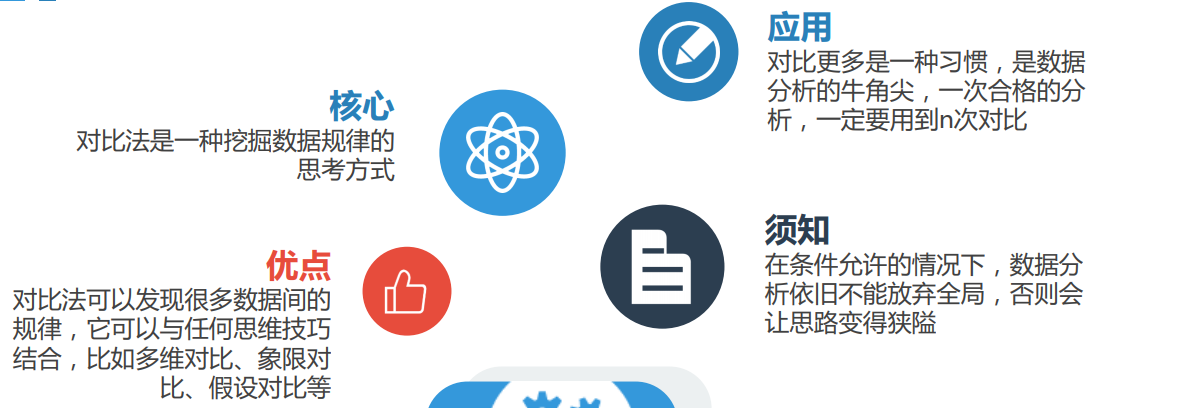 应用
对比更多是一种习惯，是数据
分析的牛角尖，一次合格的分
析，一定要用到n次对比
核心
对比法是一种挖掘数据规律的
思考方式
须知
在条件允许的情况下，数据分
析依旧不能放弃全局，否则会
让思路变得狭隘
优点
对比法可以发现很多数据间的
规律，它可以与任何思维技巧
结合，比如多维对比、象限对
比、假设对比等